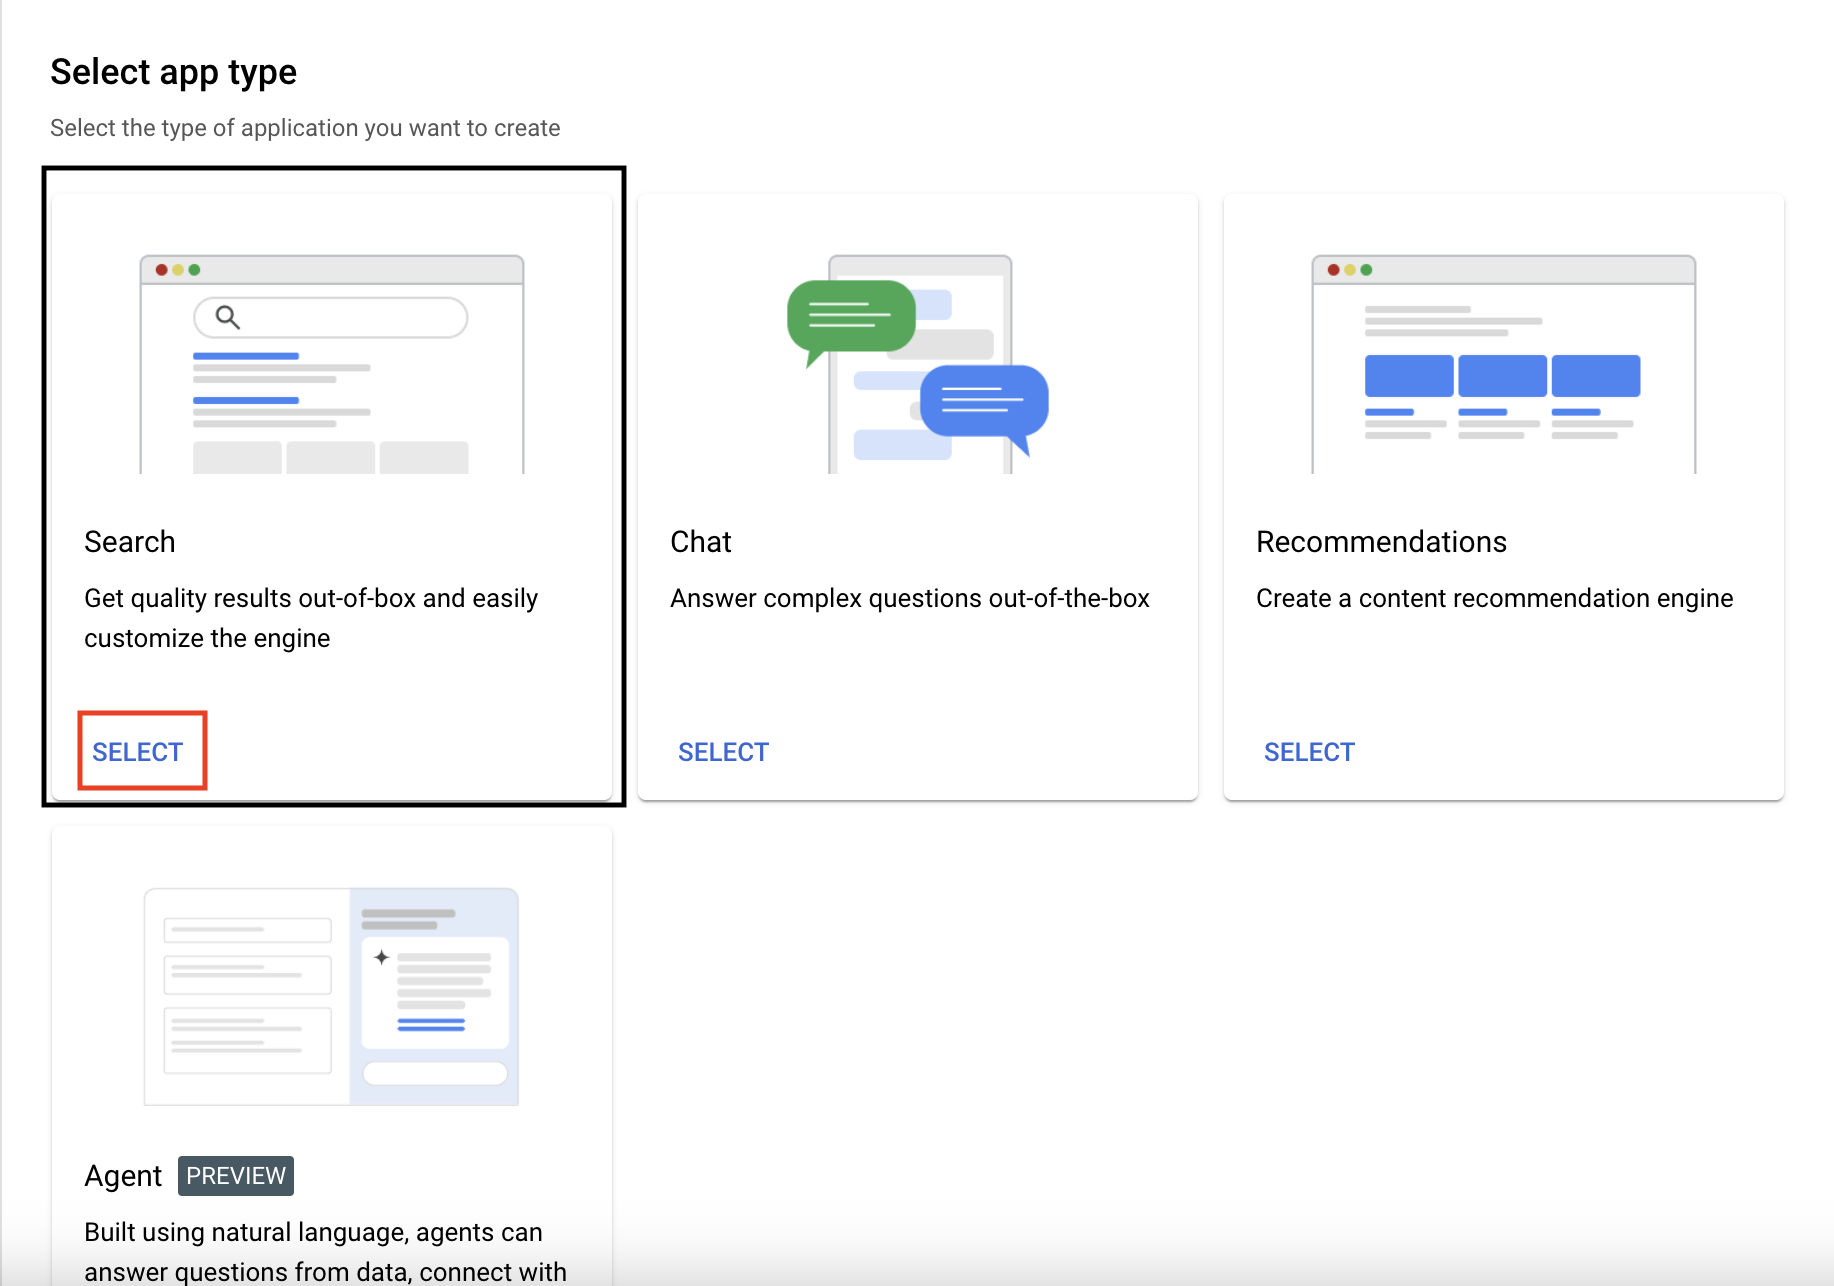 Select app type
Select the type of application you want to create
Search
Get quality results out-of-box and easily
customize the engine
SELECT
Chat
Answer complex questions out-of-the-box
SELECT
Recommendations
Create a content recommendation engine
SELECT
Agent PREVIEW
Built using natural language, agents can
answer questions from data, connect with